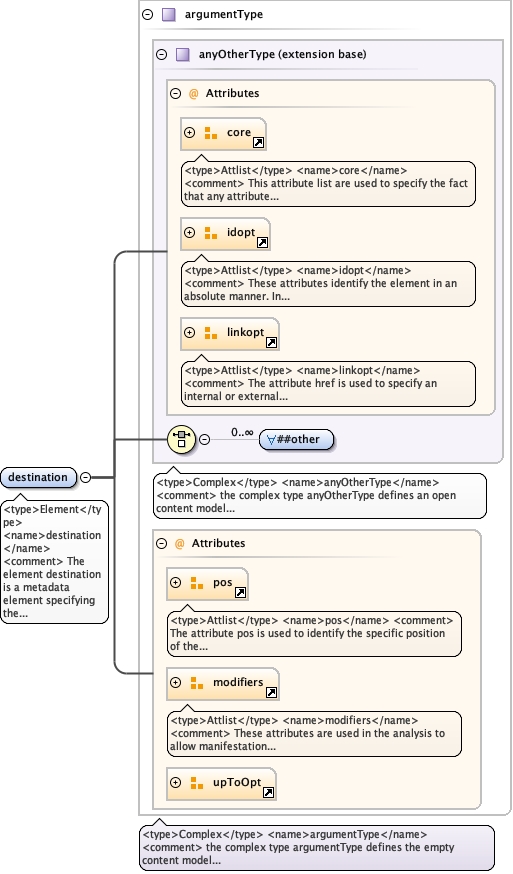 argumentType
anyOtherType (extension base)
@ Attributes
core
<type>Attlist</type> <name>core</name>
<comment> This attribute list are used to specify the fact
that any attribute...
idopt
<type>Attlist</type> <name>idopt</name>
<comment> These attributes identify the element in an
absolute manner. In...
linkopt
<type>Attlist</type> <name>linkopt</name>
<comment> The attribute href is used to specify an
internal or external...
0..∞
∀##other
<type>Complex</type> <name>anyOtherType</name>
<comment> the complex type anyOtherType defines an open
content model...
destination
<type>Element</ty
pe>
<name>destination
</name>
<comment> The
element destination
is a metadata
element specifying
the...
@ Attributes
pos
<type>Attlist</type> <name>pos</name> <comment>
The attribute pos is used to identify the specific position
of the...
modifiers
<type>Attlist</type> <name>modifiers</name>
<comment> These attributes are used in the analysis to
allow manifestation...
upToOpt
<type>Complex</type> <name>argumentType</name>
<comment> the complex type argumentType defines the empty
content model...